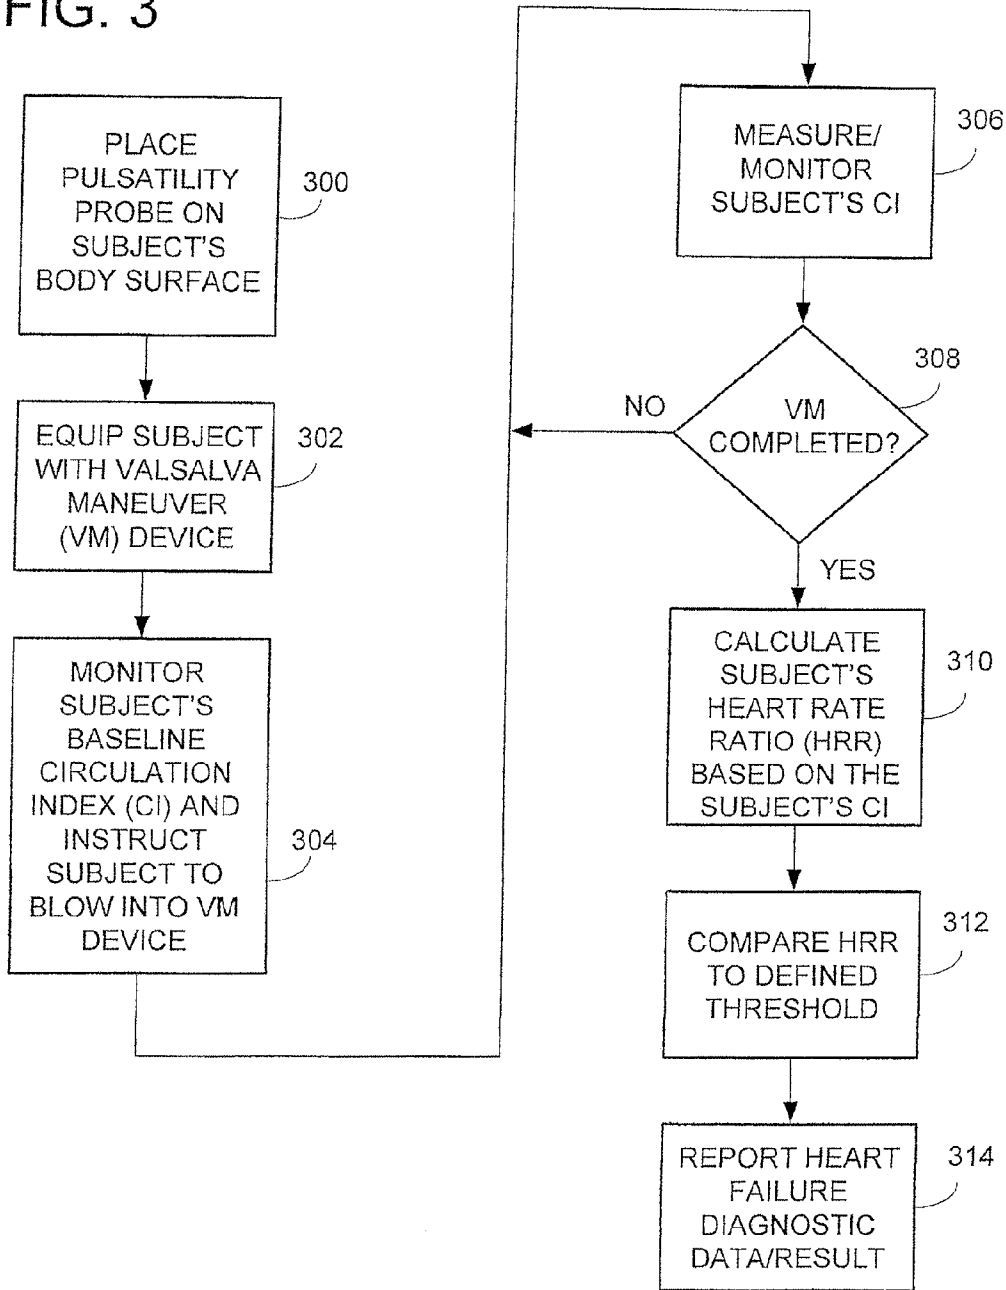 FIG. 3
PLACE
PULSATILITY
PROBE ON
SUBJECT'S
BODY SURFACE
300
EQUIP SUBJECT
WITH VALSALVA
MANEUVER
(VM) DEVICE
302
MONITOR
SUBJECT'S
BASELINE
CIRCULATION
INDEX (CI) AND
INSTRUCT
SUBJECT TO
BLOW INTO VM
DEVICE
304
MEASURE/
MONITOR
SUBJECT'S CI
306
VM
COMPLETED?
308
NO
YES
CALCULATE
SUBJECT'S
HEART RATE
RATIO (HRR)
BASED ON THE
SUBJECT'S CI
310
COMPARE HRR
TO DEFINED
THRESHOLD
312
REPORT HEART
FAILURE
DIAGNOSTIC
DATA/RESULT
314